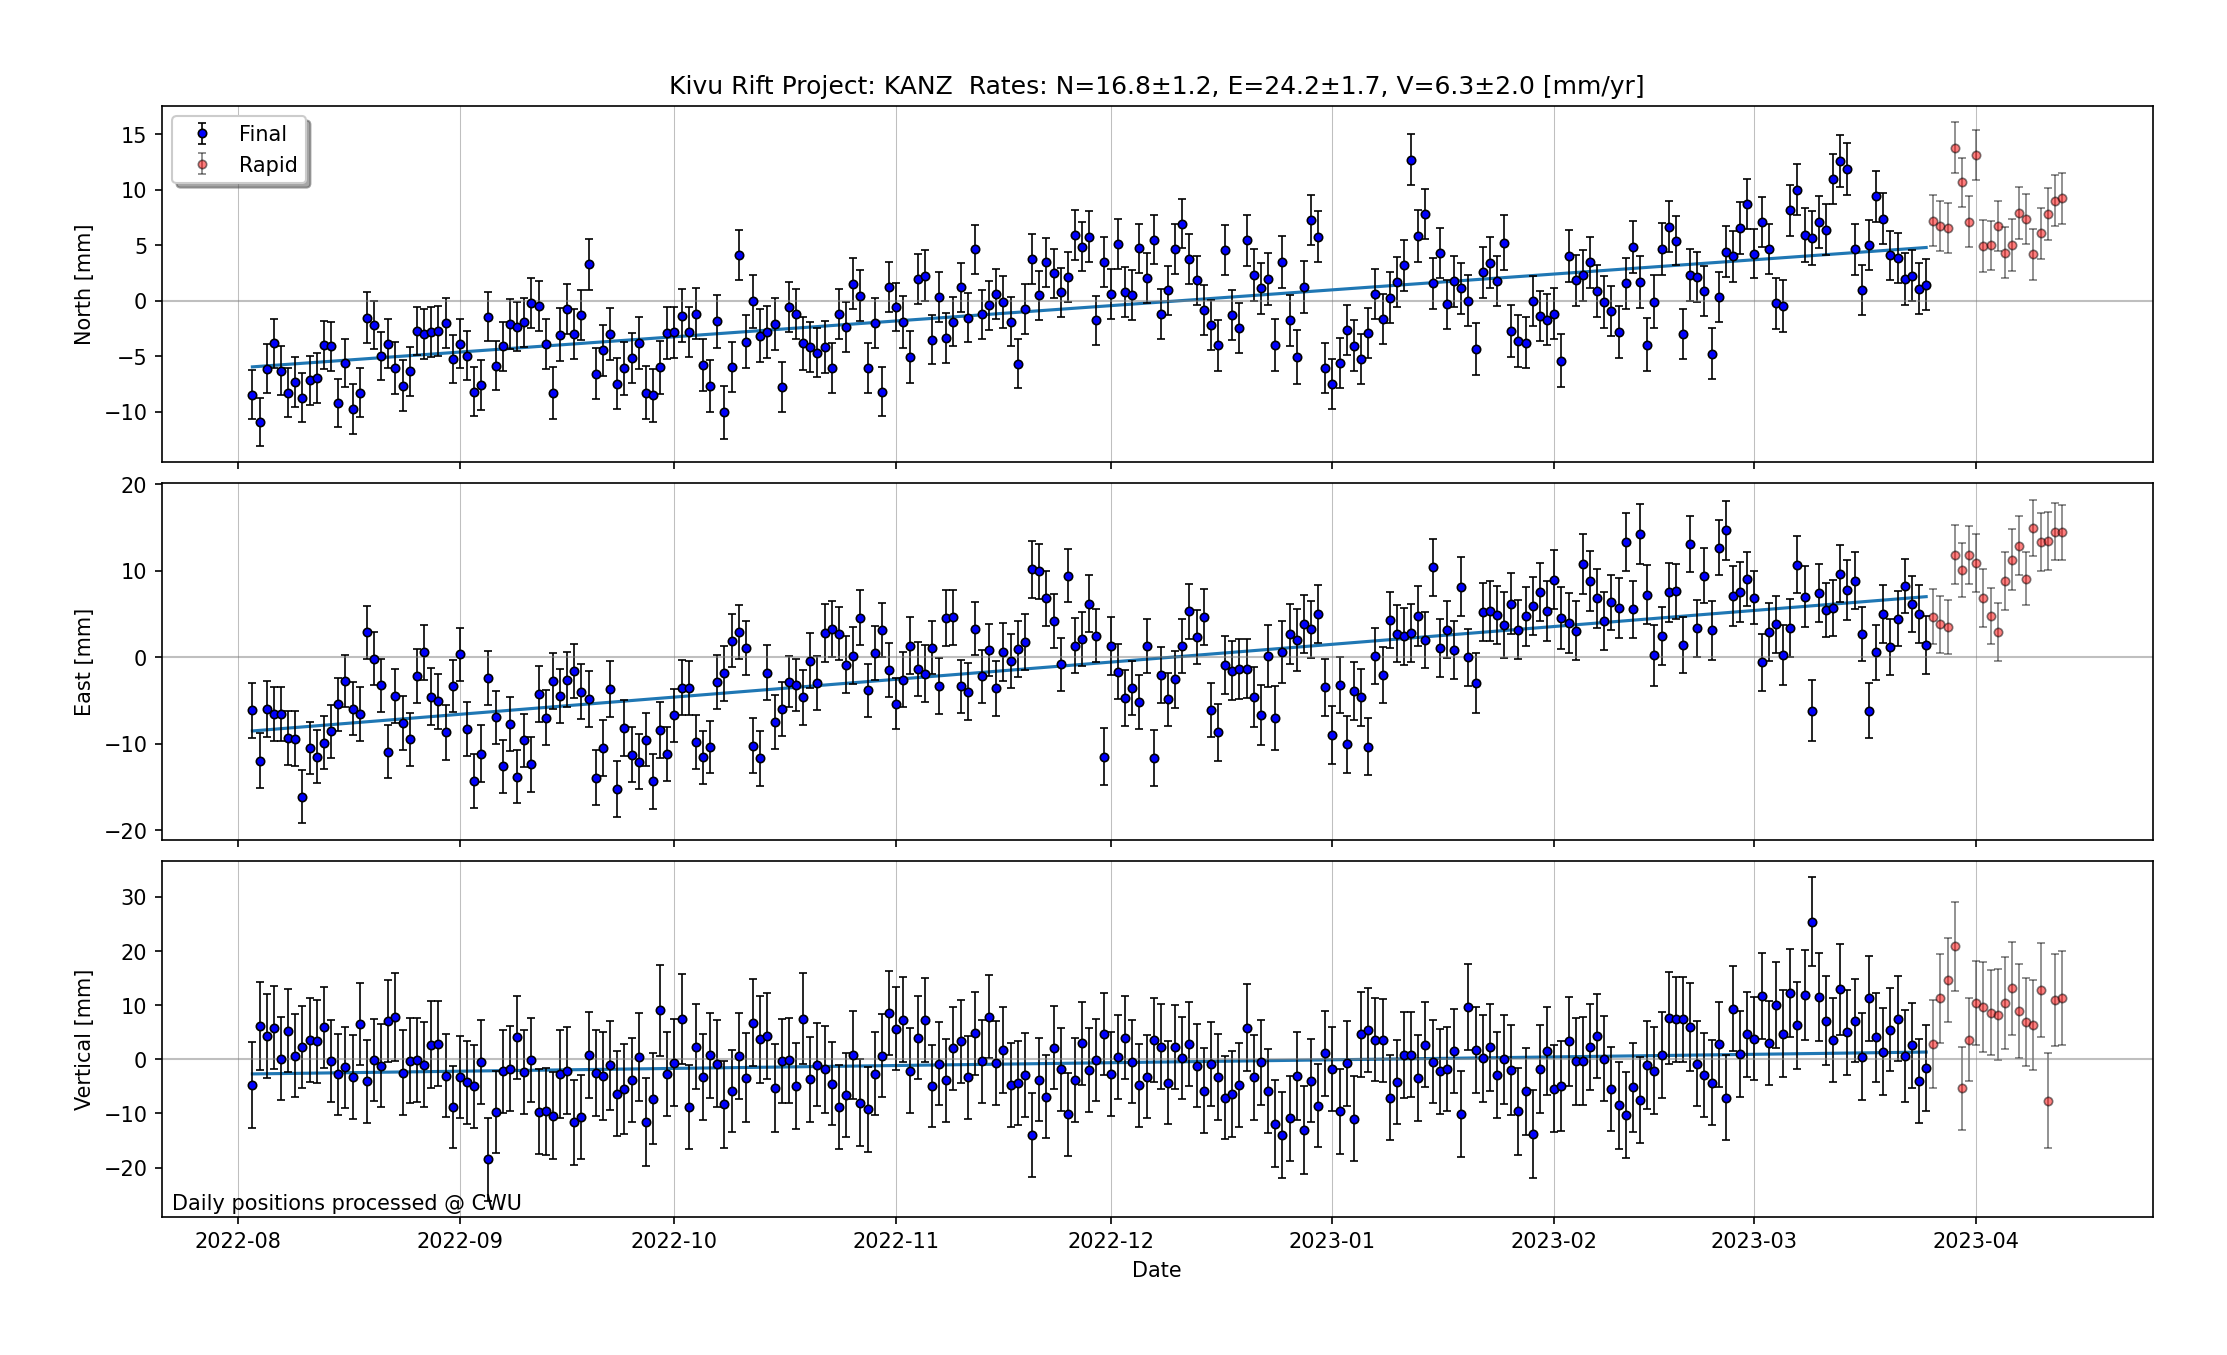 Kivu Rift Project: KANZ  Rates: N=16.8±1.2, E=24.2±1.7, V=6.3±2.0 [mm/yr]
Final
Rapid
North [mm]
15
10
5
0
−5
−10
East [mm]
20
10
0
−10
−20
Vertical [mm]
30
20
10
0
−10
−20
Daily positions processed @ CWU
2022-08 2022-09 2022-10 2022-11 2022-12 2023-01 2023-02 2023-03 2023-04
Date